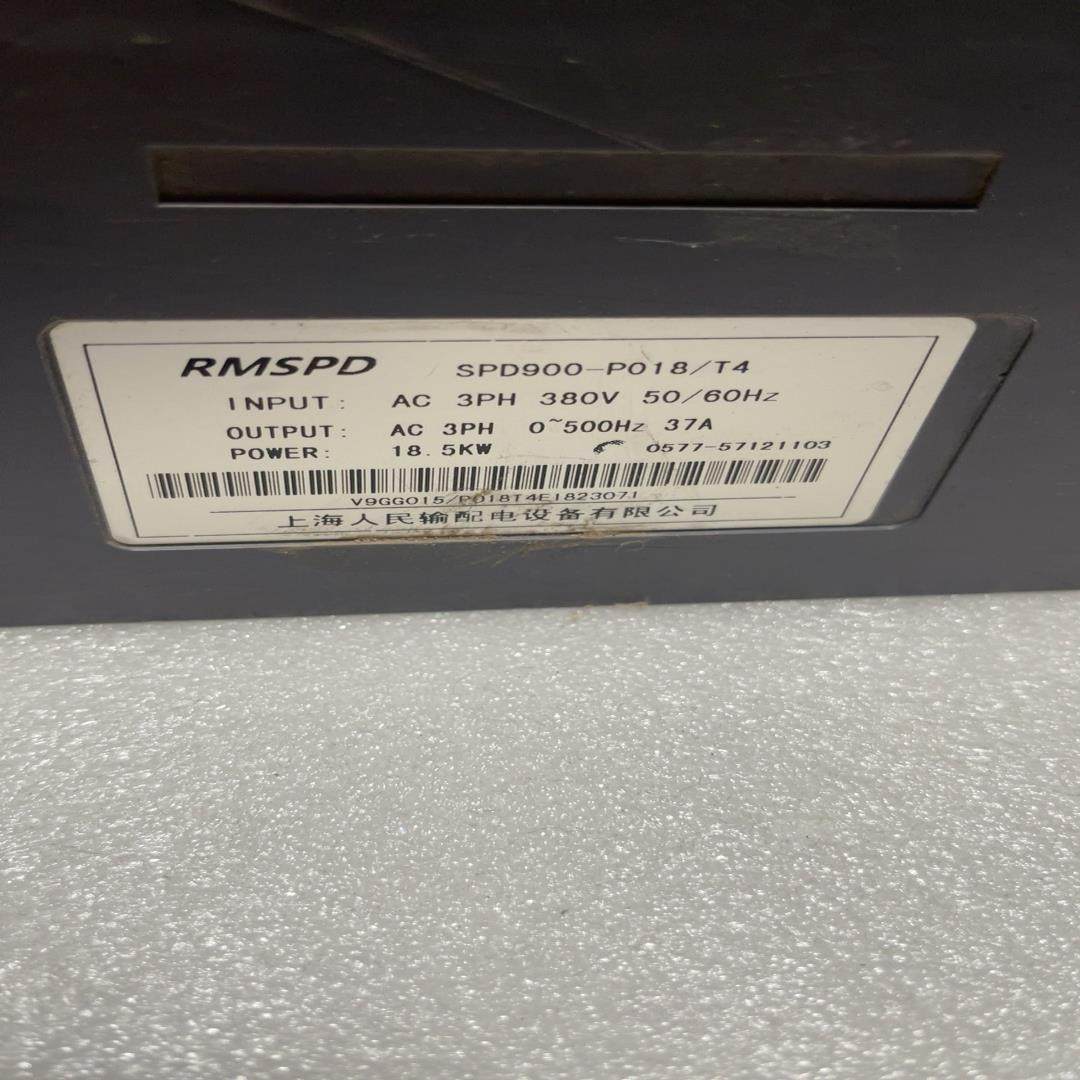 RMSPD SPD900-P018/T4
INPUT: AC 3PH 380V 50/60Hz
OUTPUT: AC 3PH 0~500Hz 37A
POWER: 18.5KW 0577-57121103
V9GG015/P018T4E1823071
上海人民输配电设备有限公司